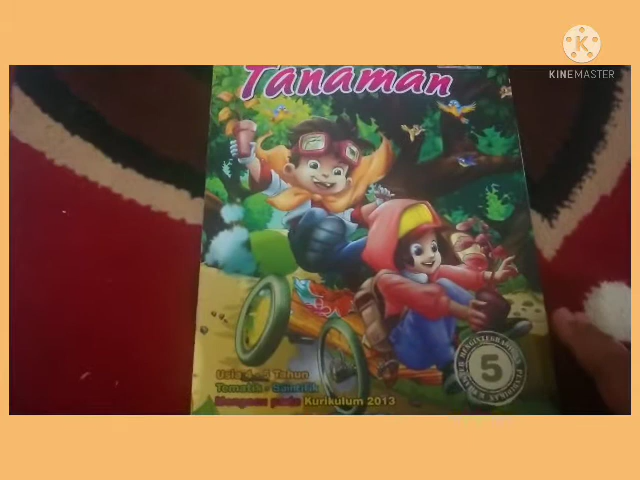 KINEMASTER
Tanaman
Usia 4 - 5 Tahun
Tematik - Saintifik
Mengacu pada Kurikulum 2013
5